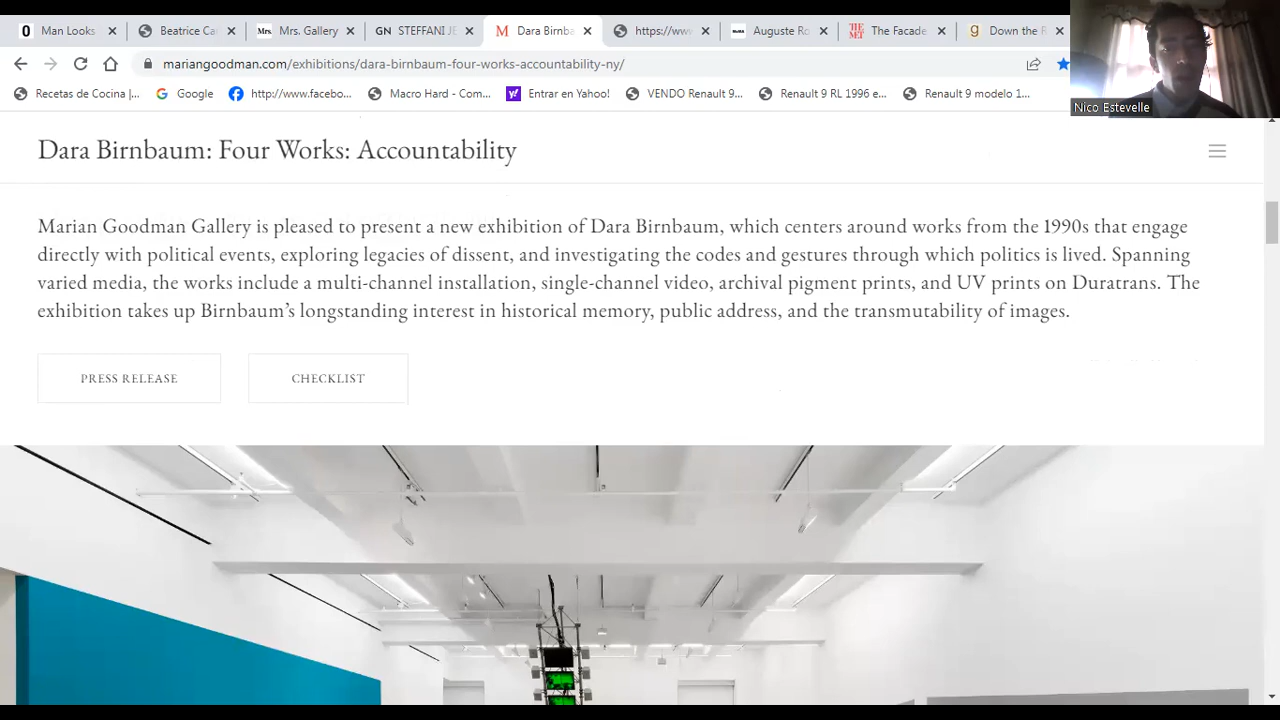 Man Looks
Beatrice Ca
Mrs. Mrs. Gallery
GN STEFFANI JE
M Dara Birnba
https://ww
MoMA Auguste Ro
THE MET The Facade
g Down the R
mariangoodman.com/exhibitions/dara-birnbaum-four-works-accountability-ny/
Recetas de Cocina |...
Google
http://www.facebo...
Macro Hard - Com...
Entrar en Yahoo!
VENDO Renault 9...
Renault 9 RL 1996 e...
Renault 9 modelo 1...
Nico Estevelle
Dara Birnbaum: Four Works: Accountability
Marian Goodman Gallery is pleased to present a new exhibition of Dara Birnbaum, which centers around works from the 1990s that engage
directly with political events, exploring legacies of dissent, and investigating the codes and gestures through which politics is lived. Spanning
varied media, the works include a multi-channel installation, single-channel video, archival pigment prints, and UV prints on Duratrans. The
exhibition takes up Birnbaum’s longstanding interest in historical memory, public address, and the transmutability of images.
PRESS RELEASE
CHECKLIST